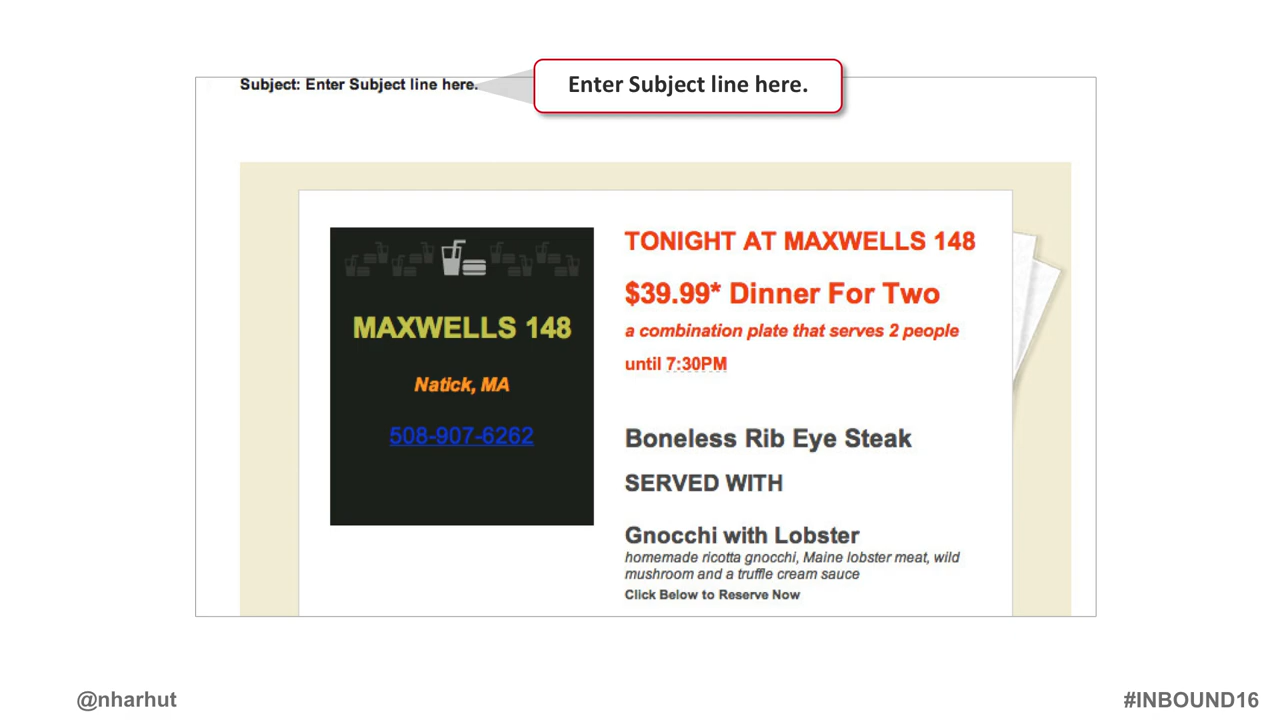 Subject: Enter Subject line here.
Enter Subject line here.
MAXWELLS 148
Natick, MA
508-907-6262
TONIGHT AT MAXWELLS 148
$39.99* Dinner For Two
a combination plate that serves 2 people
until 7:30PM
Boneless Rib Eye Steak
SERVED WITH
Gnocchi with Lobster
homemade ricotta gnocchi, Maine lobster meat, wild
mushroom and a truffle cream sauce
Click Below to Reserve Now
@nharhut
#INBOUND16